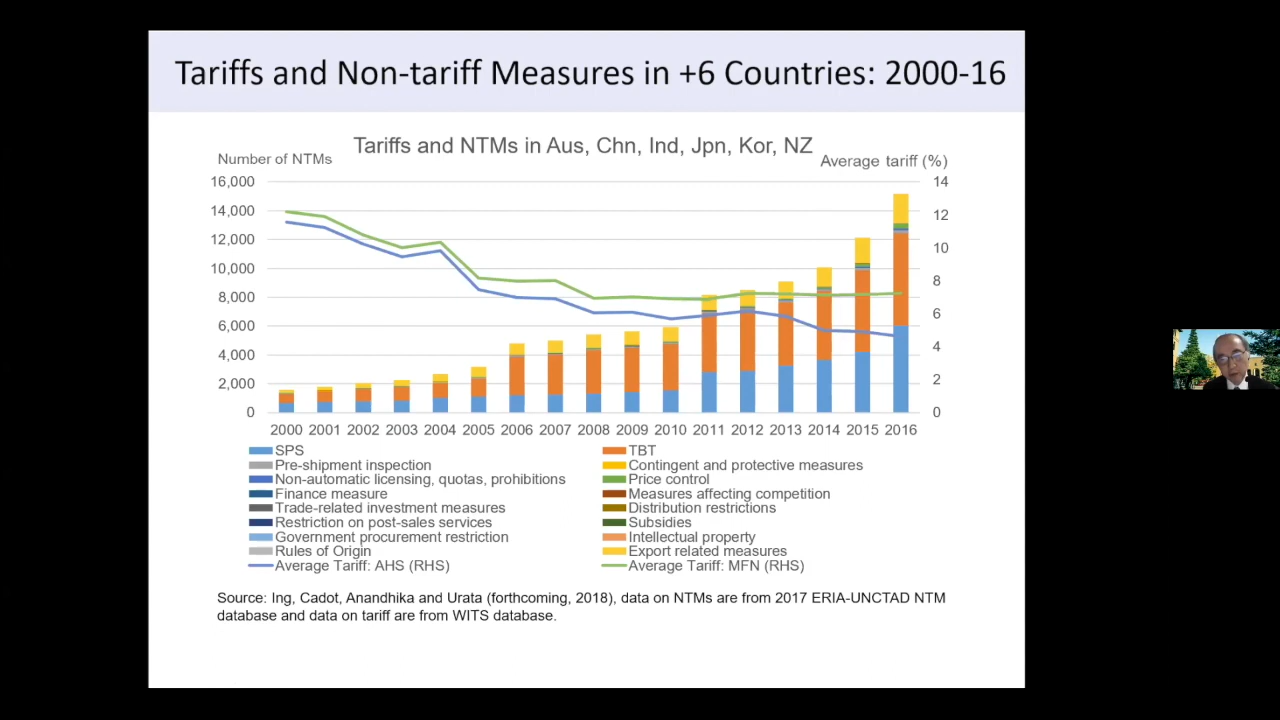 Tariffs and Non-tariff Measures in +6 Countries: 2000-16
Tariffs and NTMs in Aus, Chn, Ind, Jpn, Kor, NZ
Number of NTMs
Average tariff (%)
16,000
14,000
12,000
10,000
8,000
6,000
4,000
2,000
0
14
12
10
8
6
4
2
0
2000 2001 2002 2003 2004 2005 2006 2007 2008 2009 2010 2011 2012 2013 2014 2015 2016
SPS
TBT
Pre-shipment inspection
Contingent and protective measures
Non-automatic licensing, quotas, prohibitions
Price control
Finance measure
Measures affecting competition
Trade-related investment measures
Distribution restrictions
Restriction on post-sales services
Subsidies
Government procurement restriction
Intellectual property
Rules of Origin
Export related measures
Average Tariff: AHS (RHS)
Average Tariff: MFN (RHS)
Source: Ing, Cadot, Anandhika and Urata (forthcoming, 2018), data on NTMs are from 2017 ERIA-UNCTAD NTM
database and data on tariff are from WITS database.